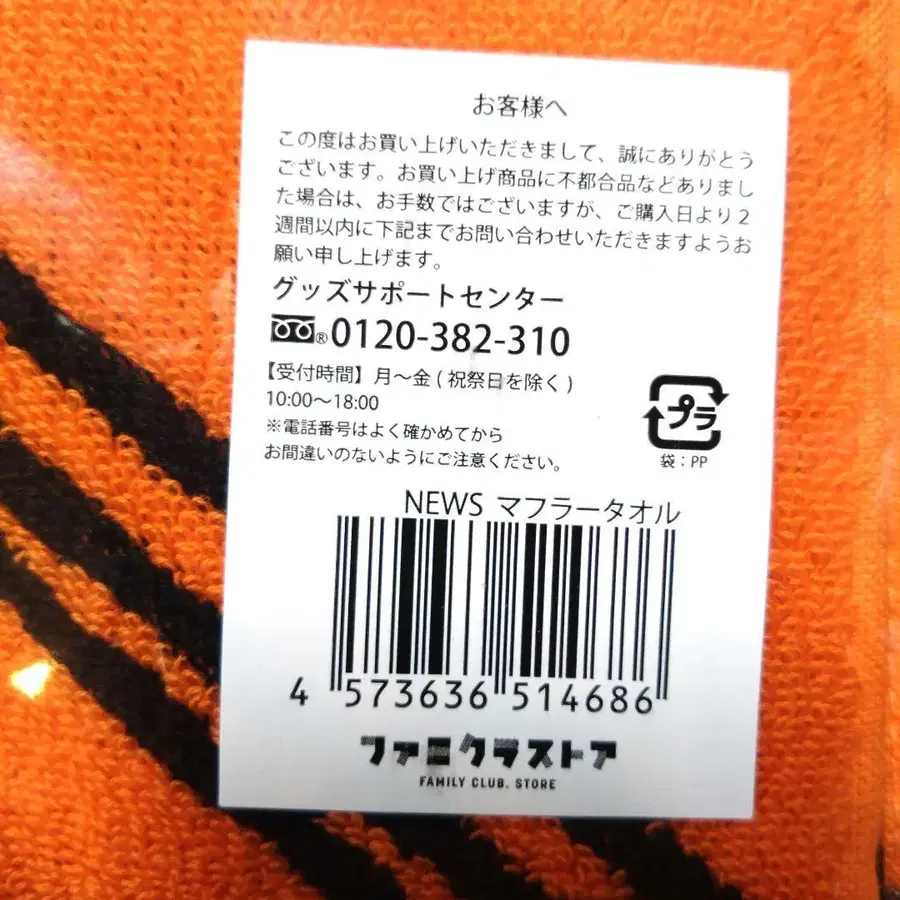 お客様へ
この度はお買い上げいただきまして、誠にありがとう
ございます。お買い上げ商品に不都合品などありまし
た場合は、お手数ではございますが、ご購入日より2
週間以内に下記までお問い合わせいただきますようお
願い申し上げます。
グッズサポートセンター
®0120-382-310
【受付時間】月～金(祝祭日を除く)
10:00～18:00
※電話番号はよく確かめてから
お間違いのないようにご注意ください。
プラ
袋：PP
NEWS マフラータオル
4 573636 514686
ファミクラストア
FAMILY CLUB. STORE